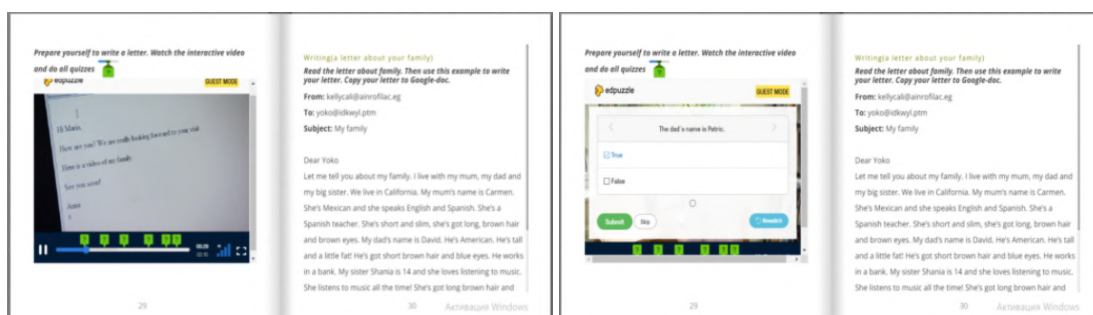 Prepare yourself to write a letter. Watch the interactive video
and do all quizzes
edpuzzle
GUEST MODE
Hi Maria,
How are you? We are really looking forward to your visit
Here is a video of my family.
See you soon!
29
Writing(a letter about your family)
Read the letter about family. Then use this example to write
your letter. Copy your letter to Google-doc.
From: kellycali@ainrofilac.eg
To: yoko@idkwyl.ptm
Subject: My family
Dear Yoko
Let me tell you about my family. I live with my mum, my dad and
my big sister. We live in California. My mum's name is Carmen.
She's Mexican and she speaks English and Spanish. She's a
Spanish teacher. She's short and slim, she's got long, brown hair
and brown eyes. My dad's name is David. He's American. He's tall
and a little fat! He's got short brown hair and blue eyes. He works
in a bank. My sister Shania is 14 and she loves listening to music.
She listens to music all the time! She's got long brown hair and
30
Активация Windows
Prepare yourself to write a letter. Watch the interactive video
and do all quizzes
edpuzzle
GUEST MODE
The dad's name is Patric.
True
False
Submit
Skip
Rewatch
29
Writing(a letter about your family)
Read the letter about family. Then use this example to write
your letter. Copy your letter to Google-doc.
From: kellycali@ainrofilac.eg
To: yoko@idkwyl.ptm
Subject: My family
Dear Yoko
Let me tell you about my family. I live with my mum, my dad and
my big sister. We live in California. My mum's name is Carmen.
She's Mexican and she speaks English and Spanish. She's a
Spanish teacher. She's short and slim, she's got long, brown hair
and brown eyes. My dad's name is David. He's American. He's tall
and a little fat! He's got short brown hair and blue eyes. He works
in a bank. My sister Shania is 14 and she loves listening to music.
She listens to music all the time! She's got long brown hair and
30
Активация Windows